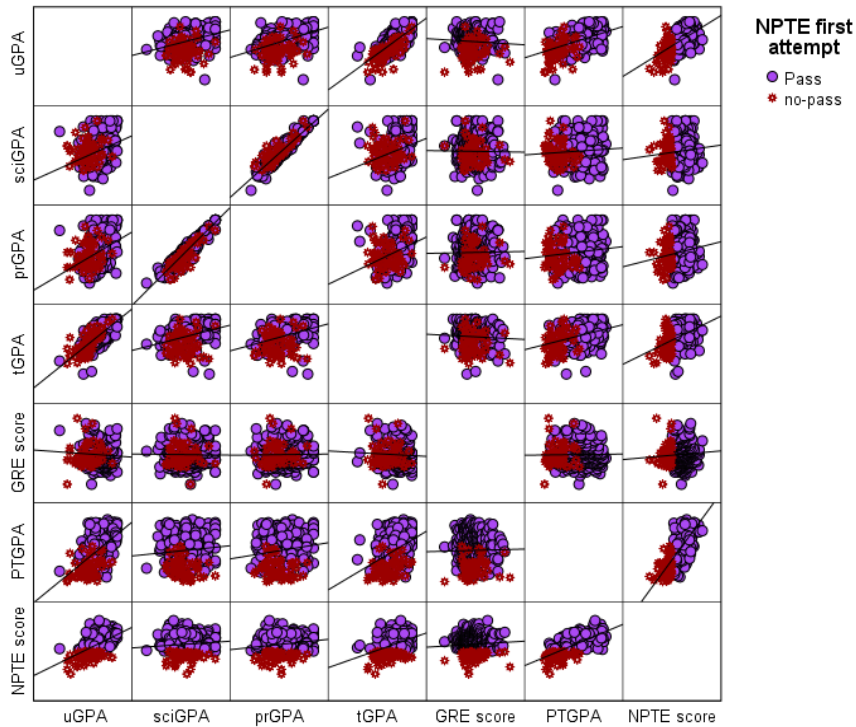 NPTE first
attempt
Pass
no-pass
uGPA
sciGPA
prGPA
tGPA
GRE score
PTGPA
NPTE score
uGPA
sciGPA
prGPA
tGPA
GRE score
PTGPA
NPTE score